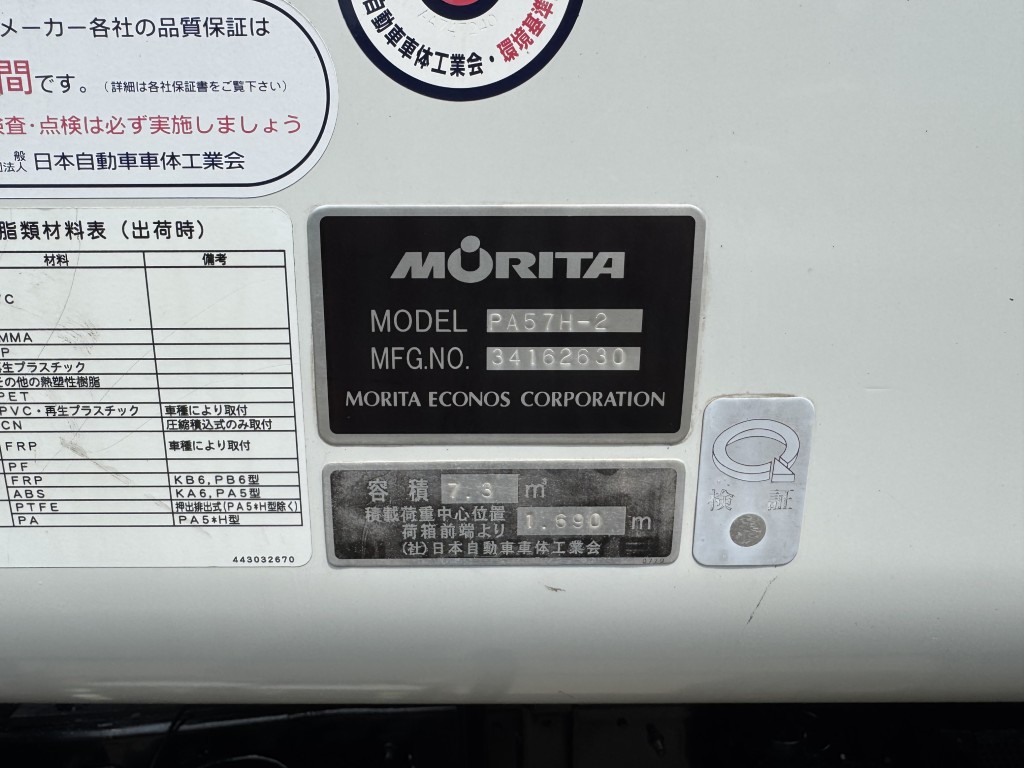 メーカー各社の品質保証は
間です。(詳細は各社保証書をご覧下さい)
検査・点検は必ず実施しましょう
般
法人 日本自動車車体工業会
自動車車体工業会・環境基準
脂類材料表(出荷時)
材料 備考
MMA
再生プラスチック
その他の熱塑性樹脂
PET
PVC・再生プラスチック 車種により取付
CN 圧縮積込式のみ取付
FRP 車種により取付
PF
FRP KB6,PB6型
ABS KA6,PA5型
PTFE 押出排出式(PA5*H型除く)
PA PA5*H型
443032670
MORITA
MODEL PA57H-2
MFG.NO. 34162630
MORITA ECONOS CORPORATION
容積 7.3 m³
積載荷重中心位置
荷箱前端より 1.690 m
(社)日本自動車車体工業会
検証